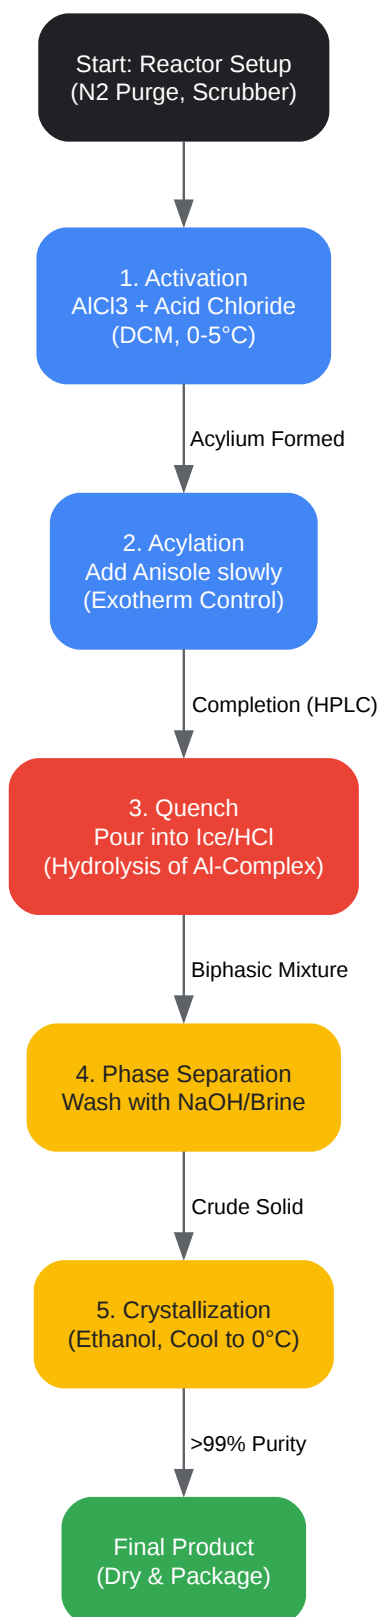 Start: Reactor Setup
(N2 Purge, Scrubber)
1. Activation
AlCl3 + Acid Chloride
(DCM, 0-5°C)
Acylium Formed
2. Acylation
Add Anisole slowly
(Exotherm Control)
Completion (HPLC)
3. Quench
Pour into Ice/HCl
(Hydrolysis of Al-Complex)
Biphasic Mixture
4. Phase Separation
Wash with NaOH/Brine
Crude Solid
5. Crystallization
(Ethanol, Cool to 0°C)
>99% Purity
Final Product
(Dry & Package)